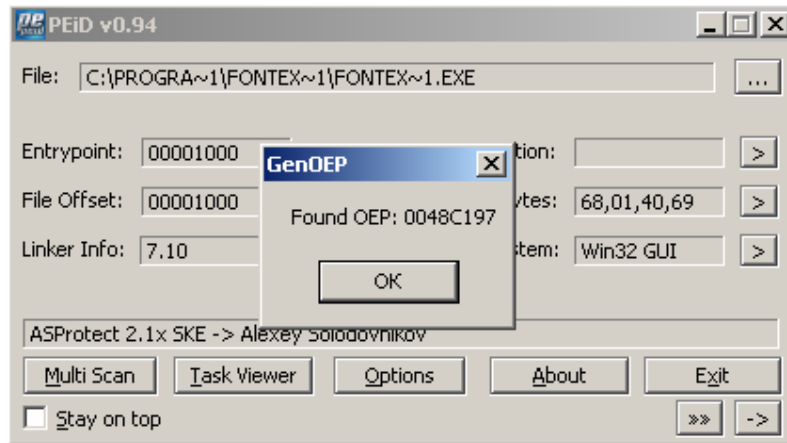 PEiD v0.94
File: C:\PROGRA~1\FONTEX~1\FONTEX~1.EXE ...
Entrypoint: 00001000 tion: >
File Offset: 00001000 ytes: 68,01,40,69 >
Linker Info: 7.10 stem: Win32 GUI >
GenOEP
Found OEP: 0048C197
OK
ASProtect 2.1x SKE -> Alexey Solodovnikov
Multi Scan Task Viewer Options About Exit
Stay on top »» ->